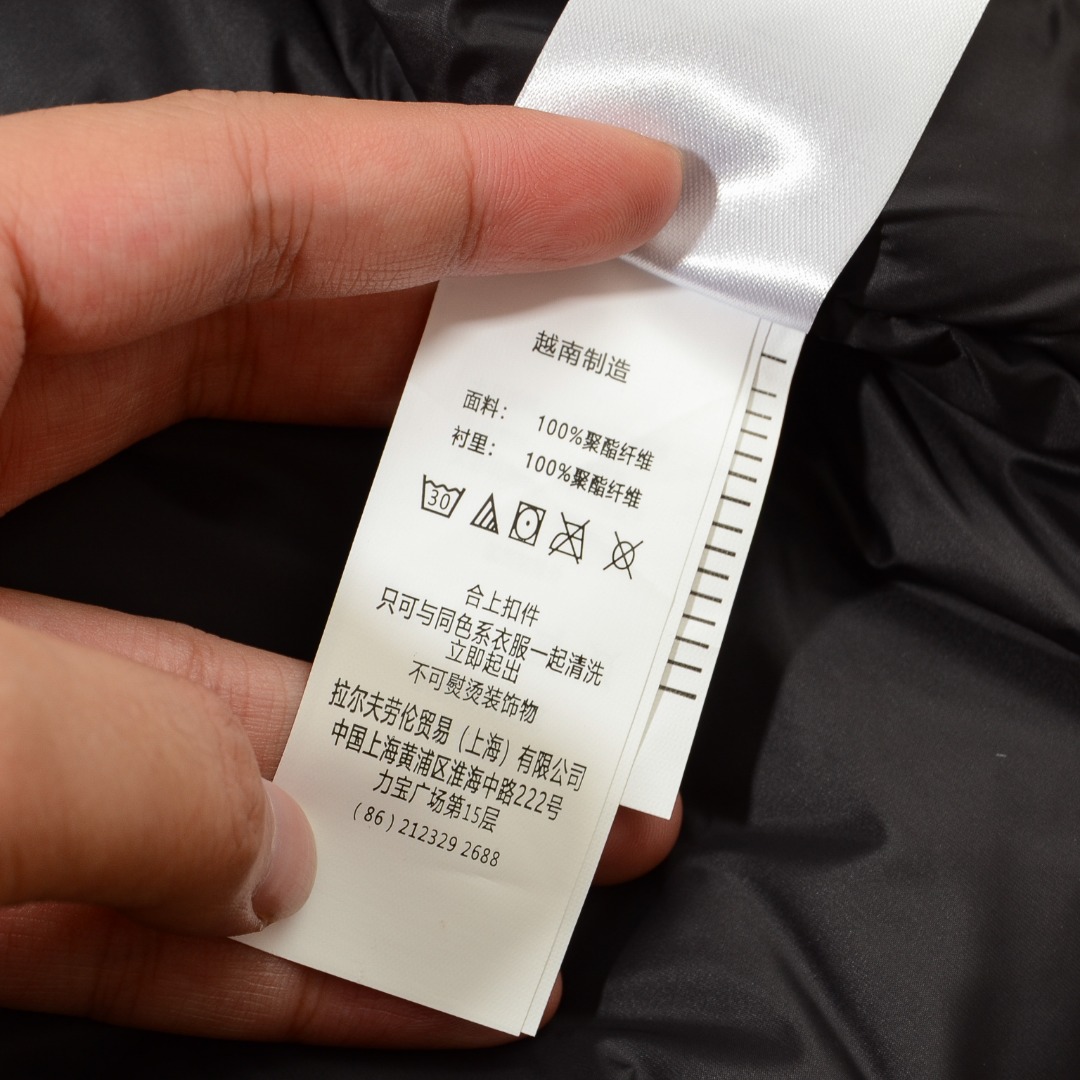 越南制造
面料: 100%聚酯纤维
衬里: 100%聚酯纤维
30
合上扣件
只可与同色系衣服一起清洗
立即起出
不可熨烫装饰物
拉尔夫劳伦贸易(上海)有限公司
中国上海黄浦区淮海中路222号
力宝广场第15层
(86)212329 2688